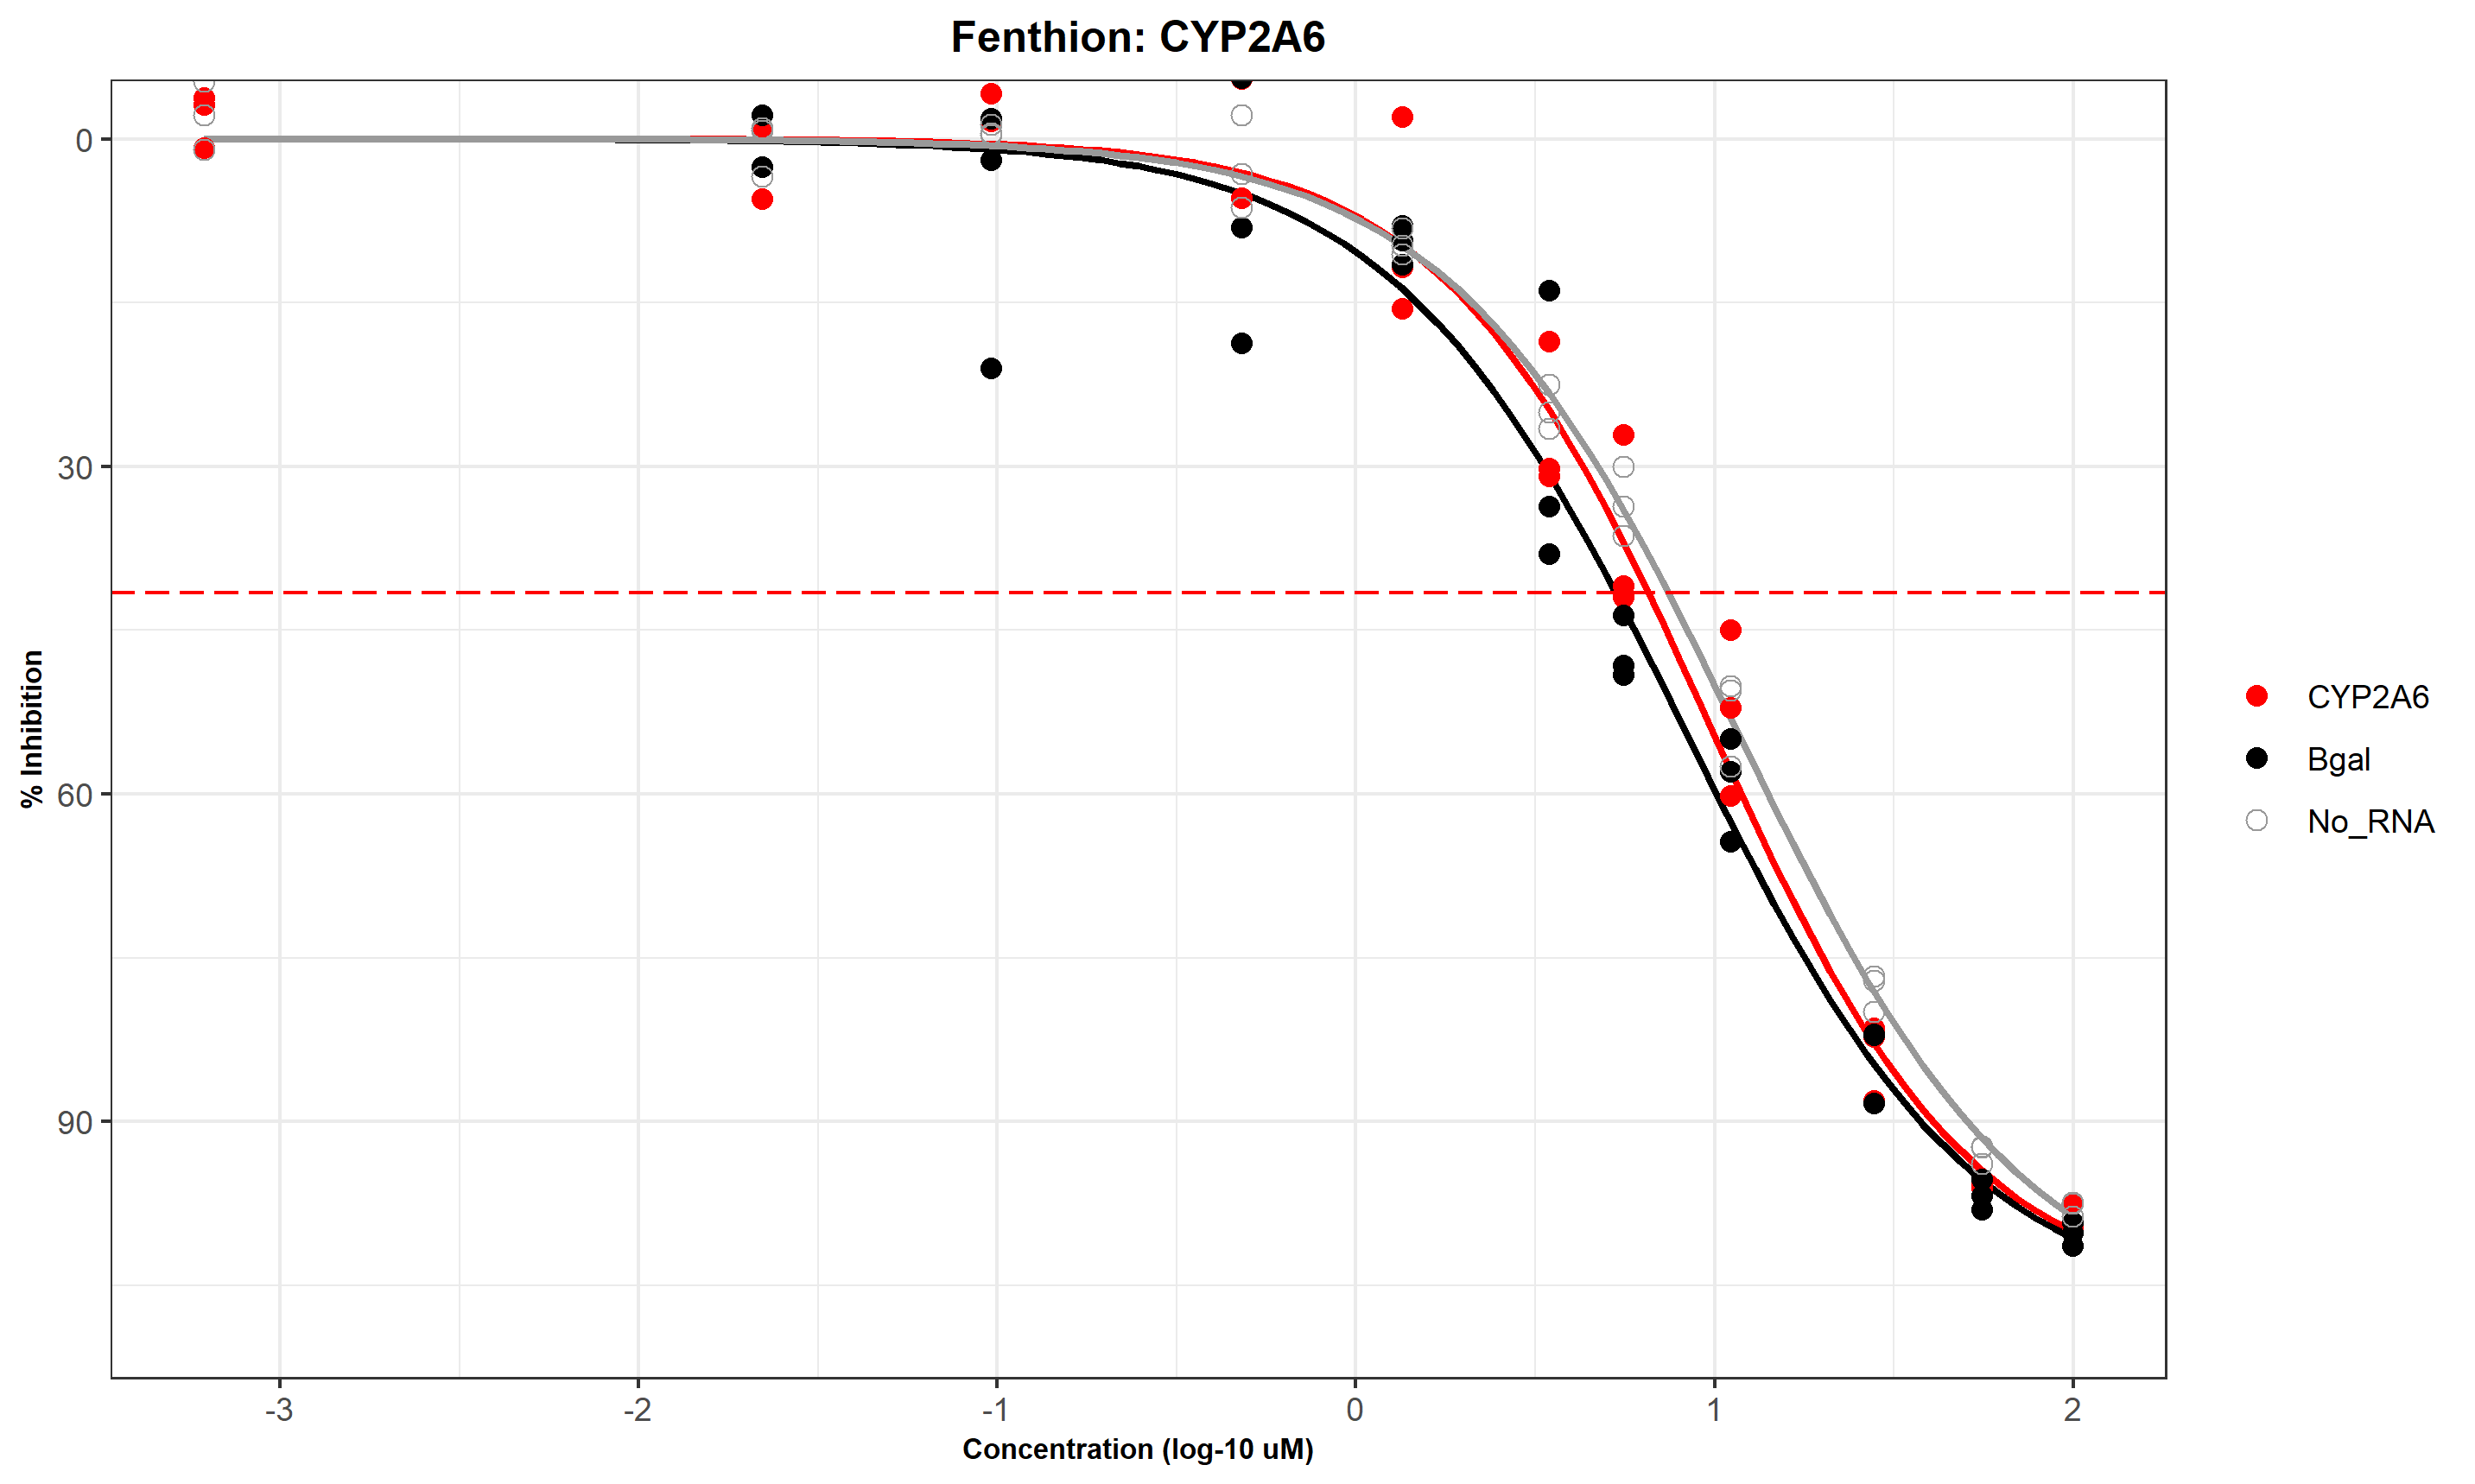 Fenthion: CYP2A6
% Inhibition
0
30
60
90
-3
-2
-1
0
1
2
Concentration (log-10 uM)
CYP2A6
Bgal
No_RNA